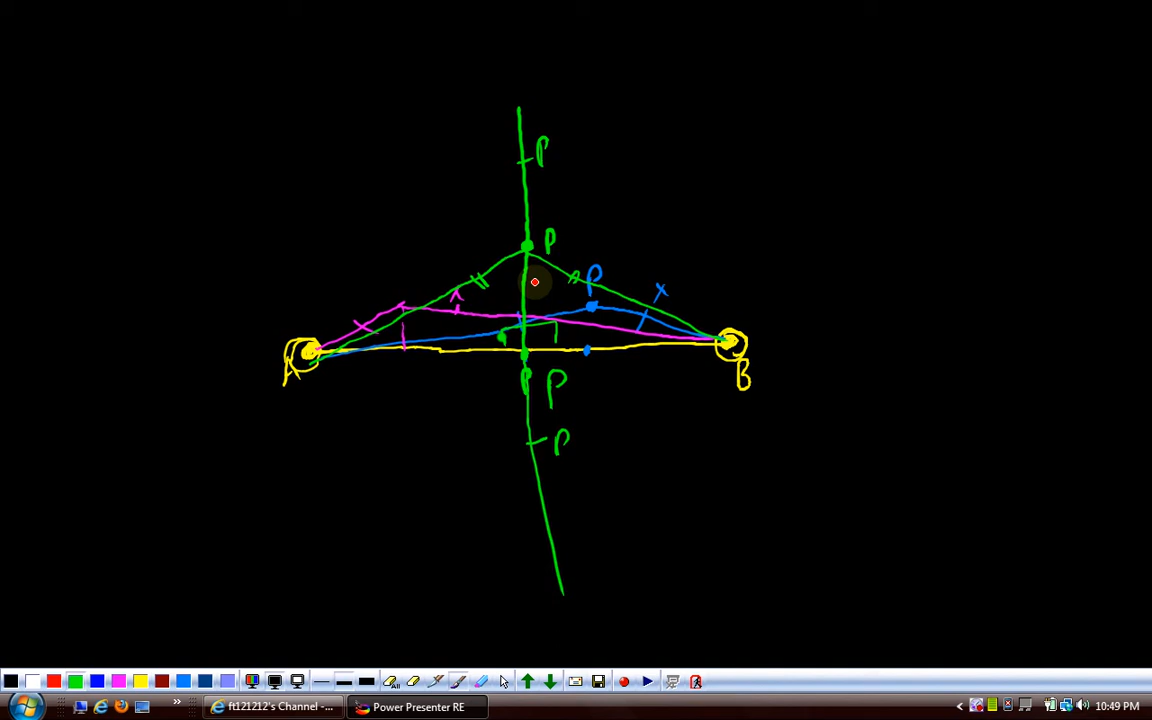 P
P
P
X
X
X
A
B
P
P
P
ft121212's Channel -...
Power Presenter RE
10:49 PM